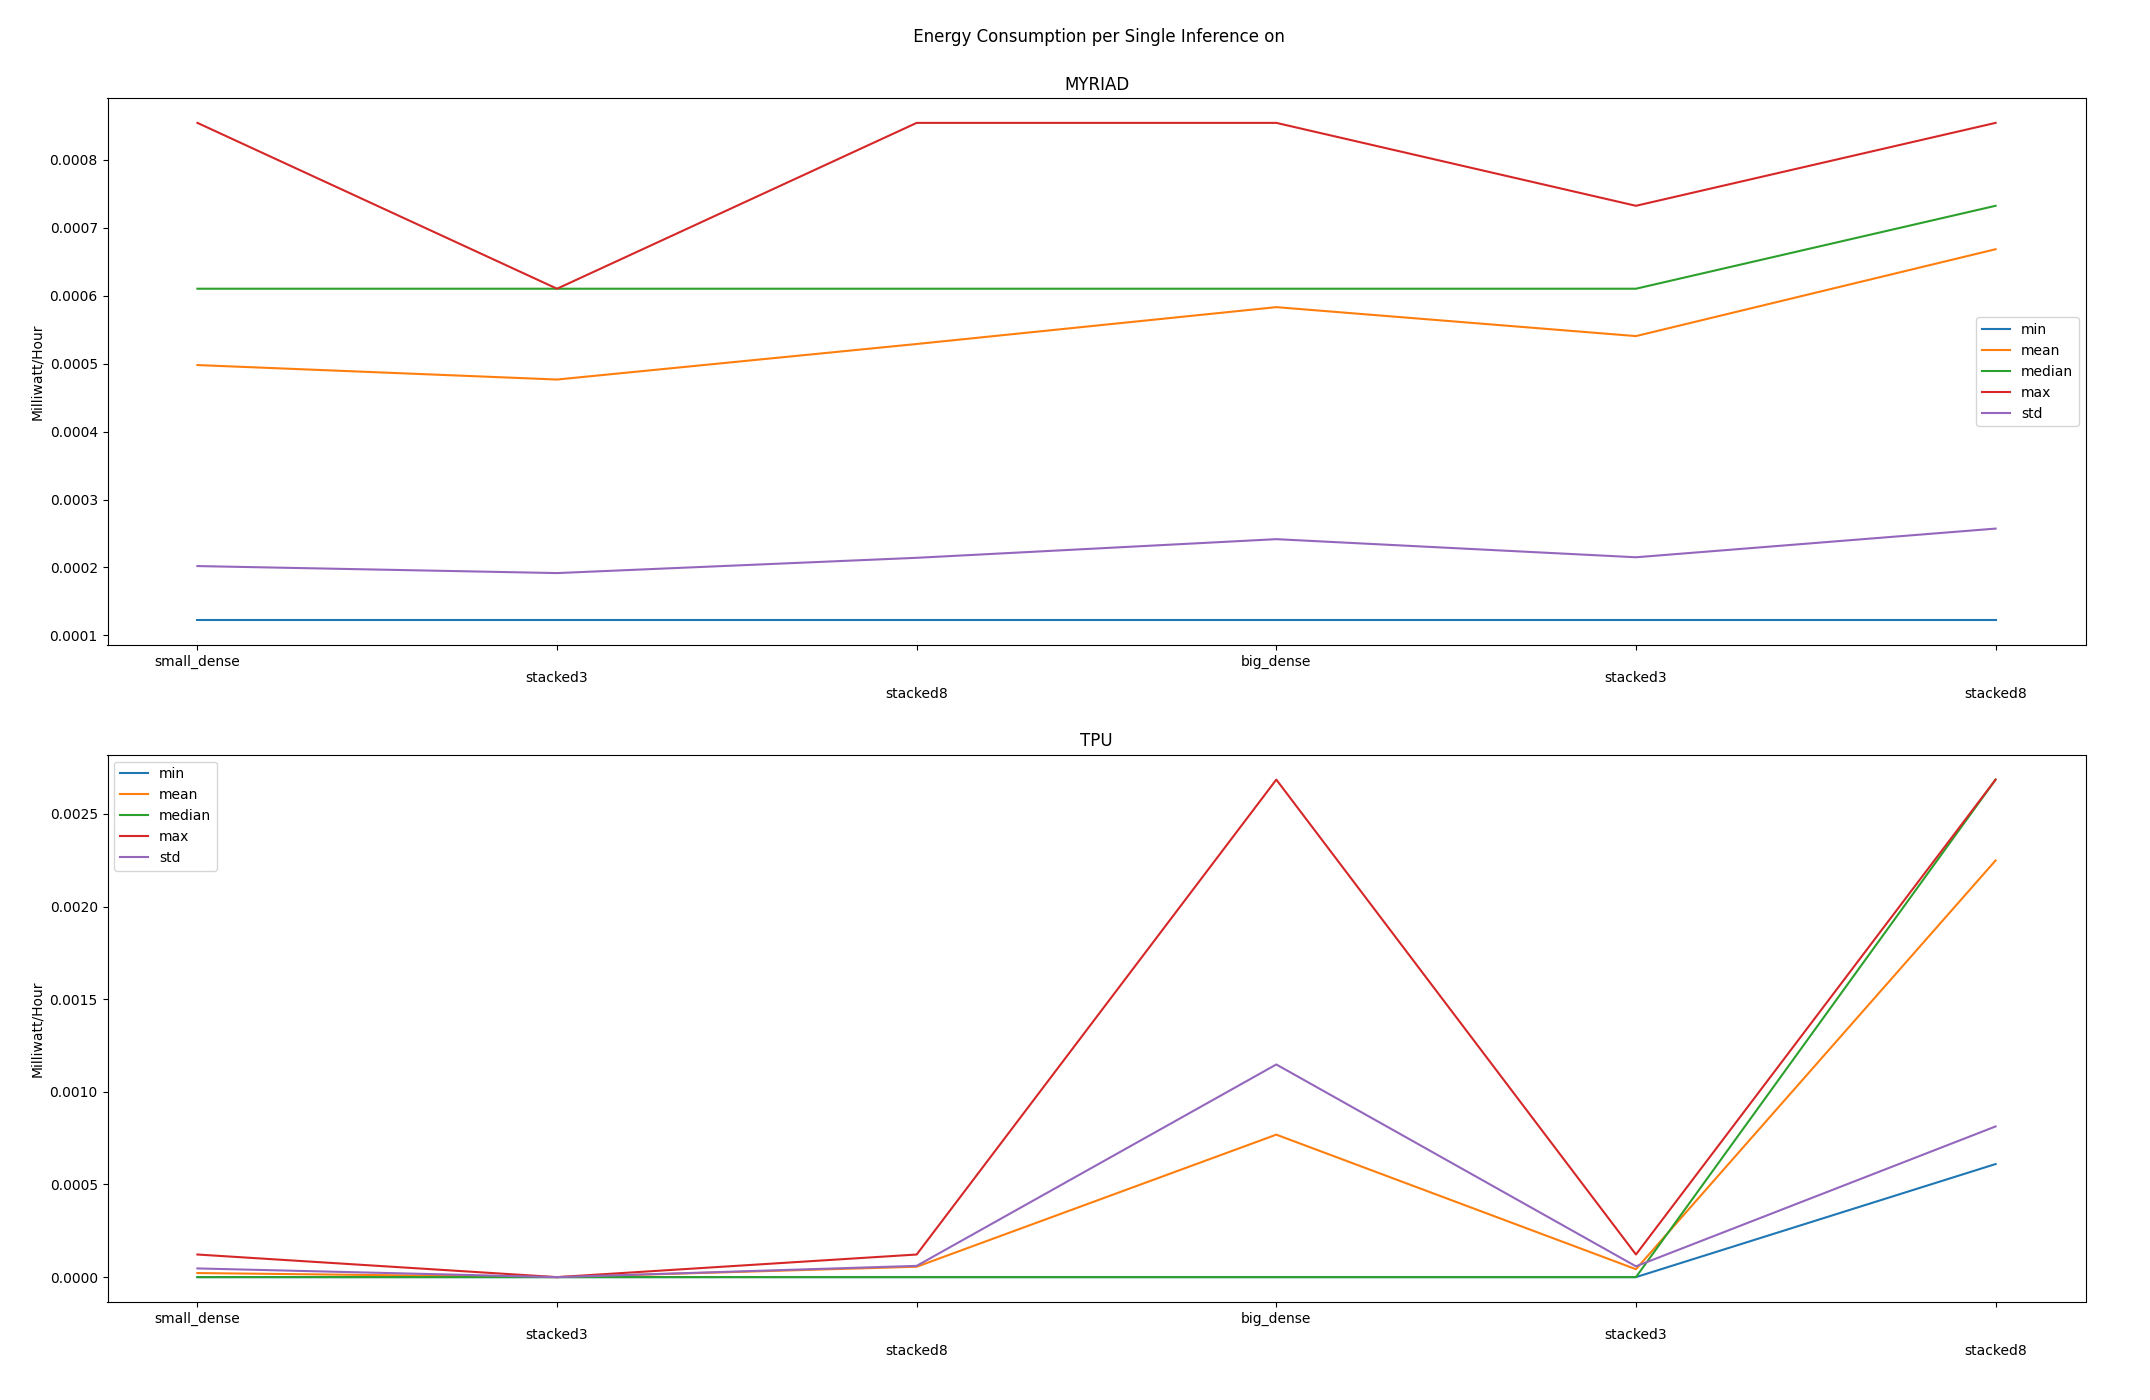 Energy Consumption per Single Inference on
MYRIAD
0.0008
0.0007
0.0006
0.0005
0.0004
0.0003
0.0002
0.0001
Milliwatt/Hour
min
mean
median
max
std
small_dense
stacked3
stacked8
big_dense
stacked3
stacked8
TPU
0.0025
0.0020
0.0015
0.0010
0.0005
0.0000
Milliwatt/Hour
min
mean
median
max
std
small_dense
stacked3
stacked8
big_dense
stacked3
stacked8